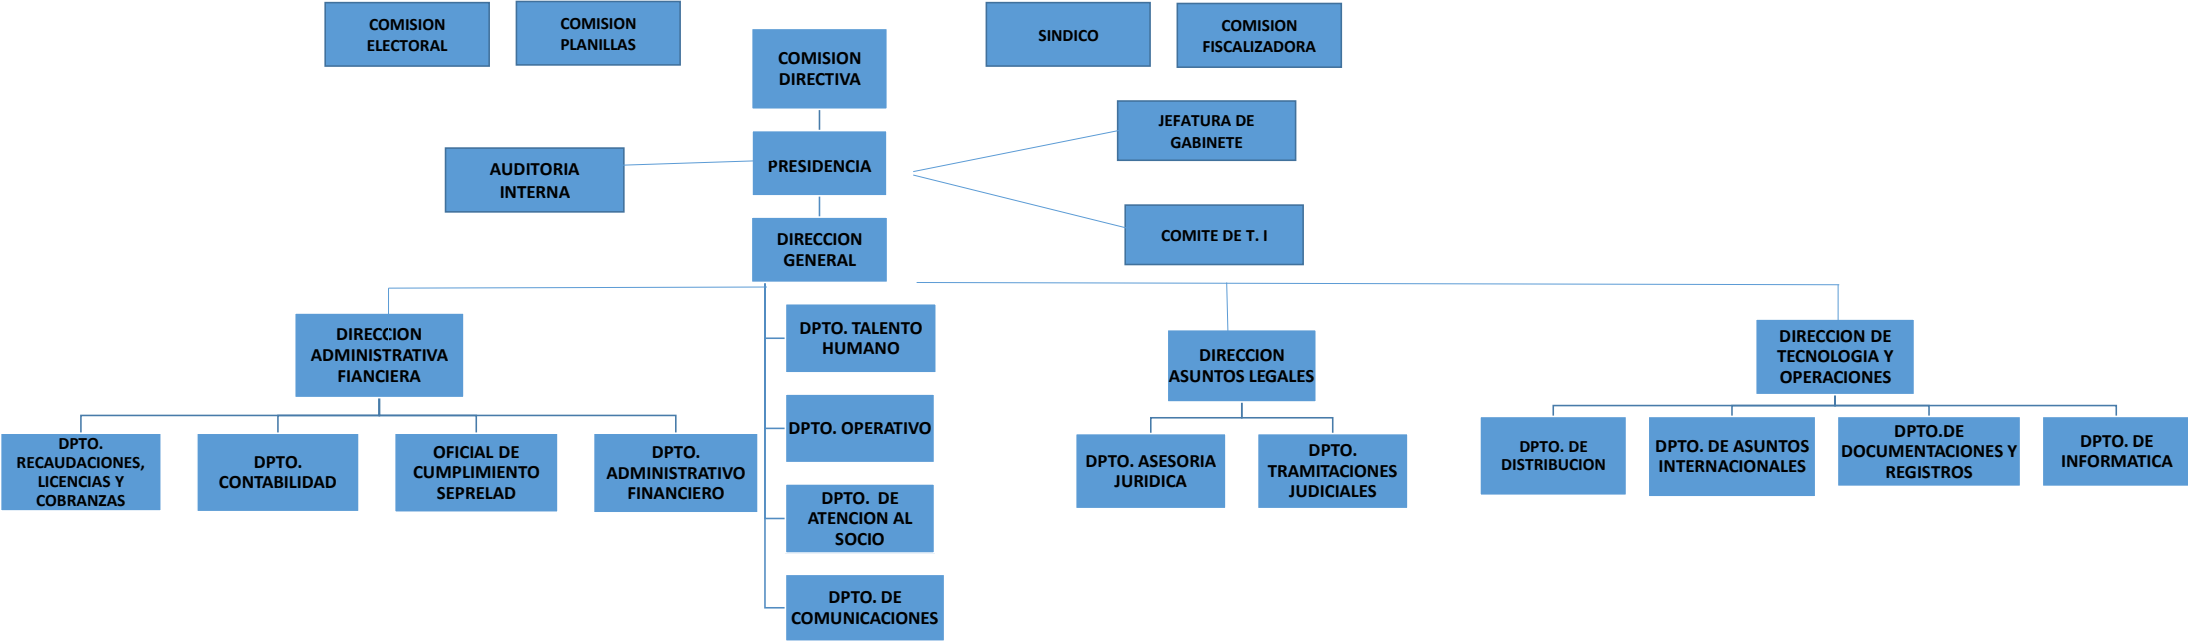 COMISION
ELECTORAL
COMISION
PLANILLAS
COMISION
DIRECTIVA
SINDICO
COMISION
FISCALIZADORA
JEFATURA DE
GABINETE
AUDITORIA
INTERNA
PRESIDENCIA
COMITE DE T. I
DIRECCION
GENERAL
DIRECCION
ADMINISTRATIVA
FIANCIERA
DPTO. TALENTO
HUMANO
DIRECCION
ASUNTOS LEGALES
DIRECCION DE
TECNOLOGIA Y
OPERACIONES
DPTO. OPERATIVO
DPTO.
RECAUDACIONES,
LICENCIAS Y
COBRANZAS
DPTO.
CONTABILIDAD
OFICIAL DE
CUMPLIMIENTO
SEPRELAD
DPTO.
ADMINISTRATIVO
FINANCIERO
DPTO. ASESORIA
JURIDICA
DPTO.
TRAMITACIONES
JUDICIALES
DPTO. DE
DISTRIBUCION
DPTO. DE ASUNTOS
INTERNACIONALES
DPTO.DE
DOCUMENTACIONES Y
REGISTROS
DPTO. DE
INFORMATICA
DPTO. DE
ATENCION AL
SOCIO
DPTO. DE
COMUNICACIONES